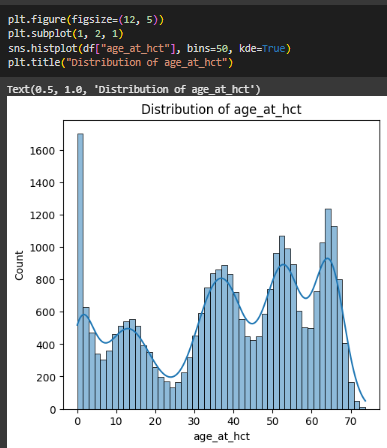 plt.figure(figsize=(12, 5))
plt.subplot(1, 2, 1)
sns.histplot(df["age_at_hct"], bins=50, kde=True)
plt.title("Distribution of age_at_hct")
Text(0.5, 1.0, 'Distribution of age_at_hct')
Distribution of age_at_hct
1600
1400
1200
1000
800
600
400
200
0
Count
0 10 20 30 40 50 60 70
age_at_hct